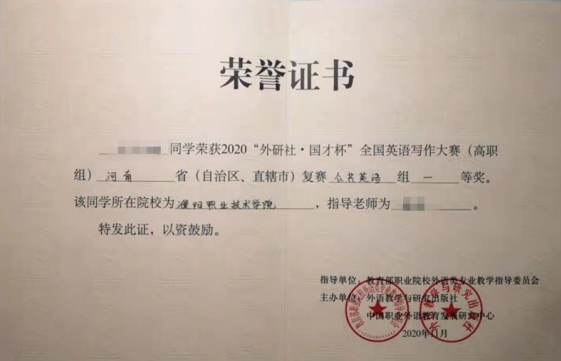 荣誉证书
同学荣获2020“外研社·国才杯”全国英语写作大赛（高职
组）河南省（自治区、直辖市）复赛公共英语组一等奖。
该同学所在院校为濮阳职业技术学院，指导老师为。
特发此证，以资鼓励。
指导单位：教育部职业院校外语类专业教学指导委员会
主办单位：外语教学与研究出版社
中国职业外语教育发展研究中心
2020年11月